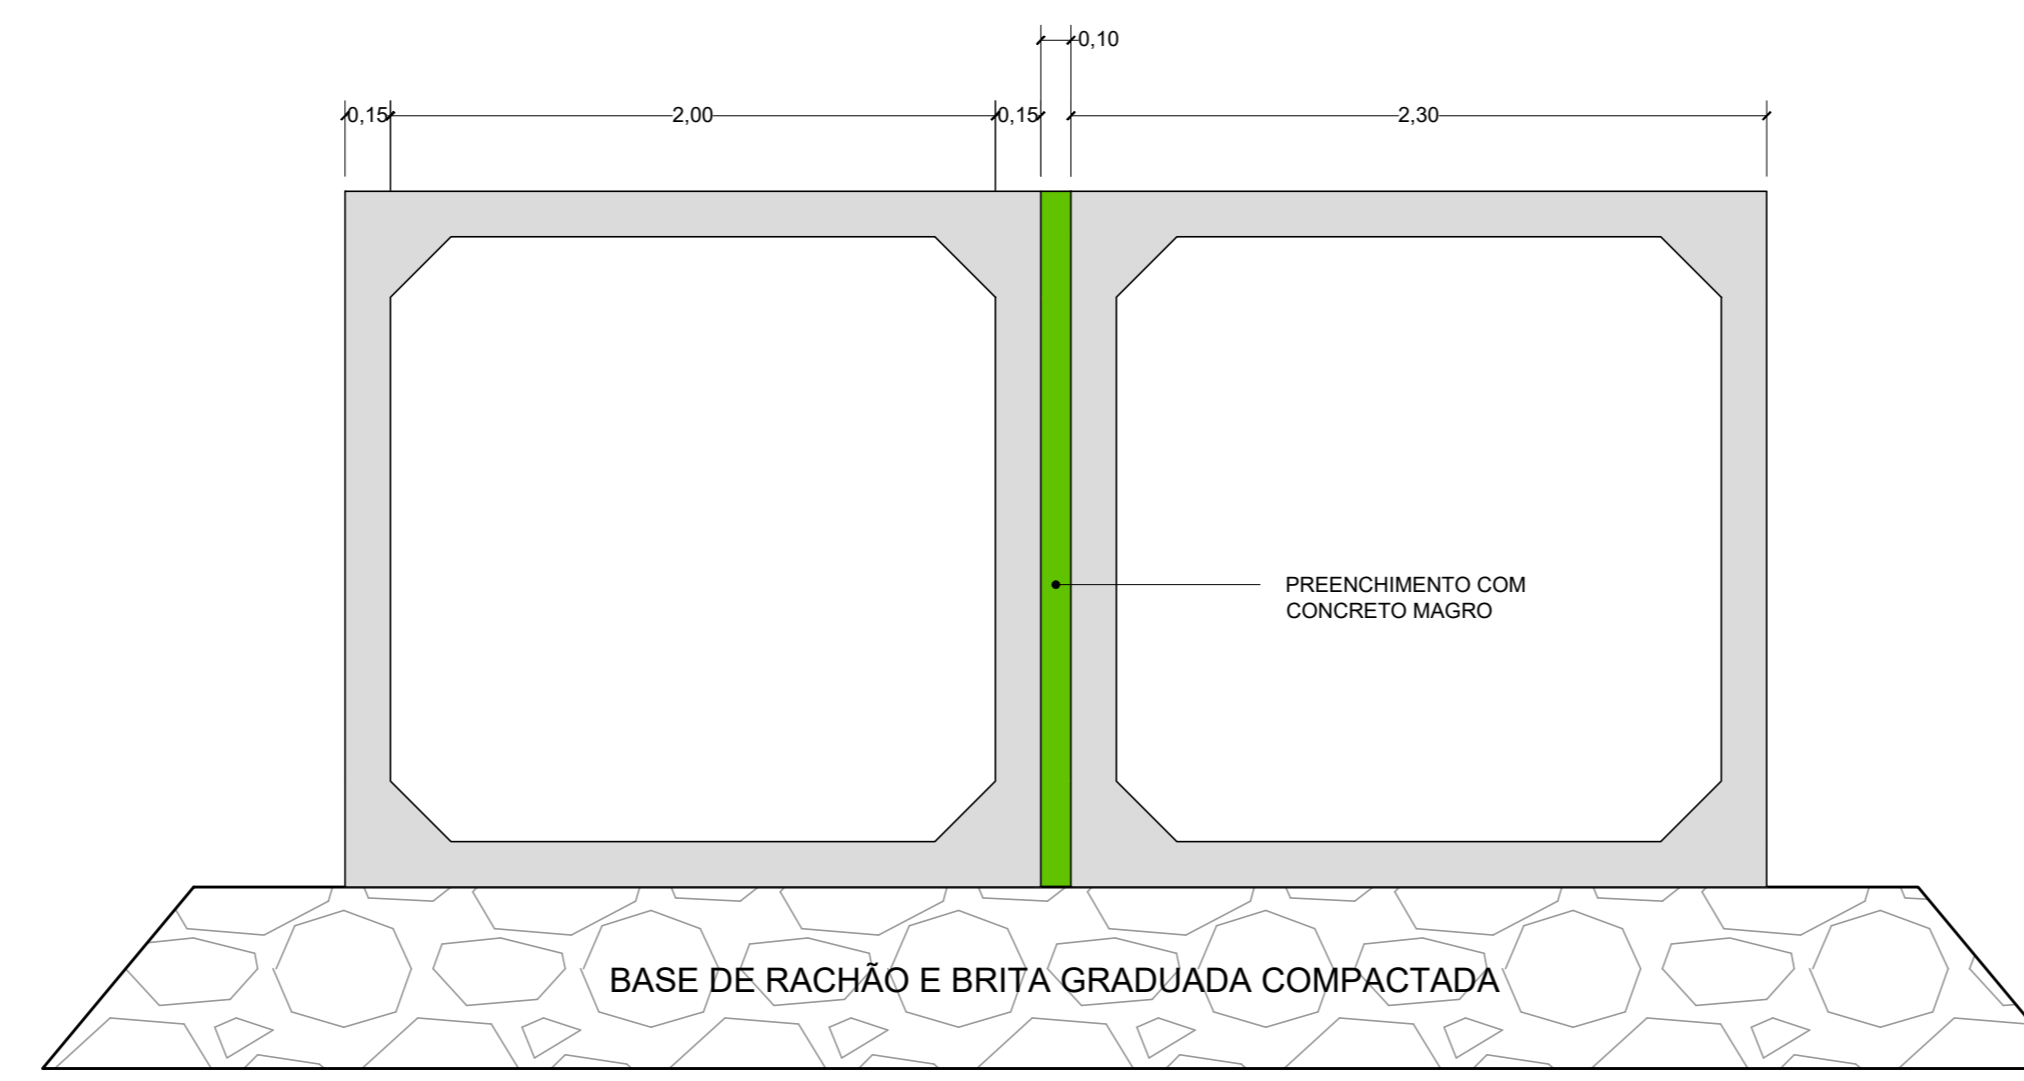 0,10
0,15
2,00
0,15
2,30
PREENCHIMENTO COM
CONCRETO MAGRO
BASE DE RACHÃO E BRITA GRADUADA COMPACTADA